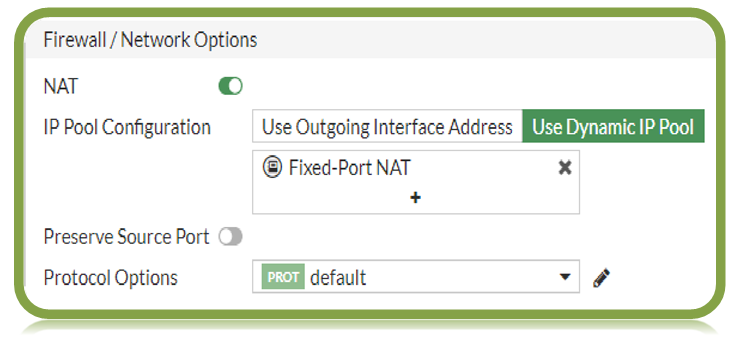 Firewall / Network Options
NAT
IP Pool Configuration Use Outgoing Interface Address Use Dynamic IP Pool
Fixed-Port NAT
+
Preserve Source Port
Protocol Options PROT default